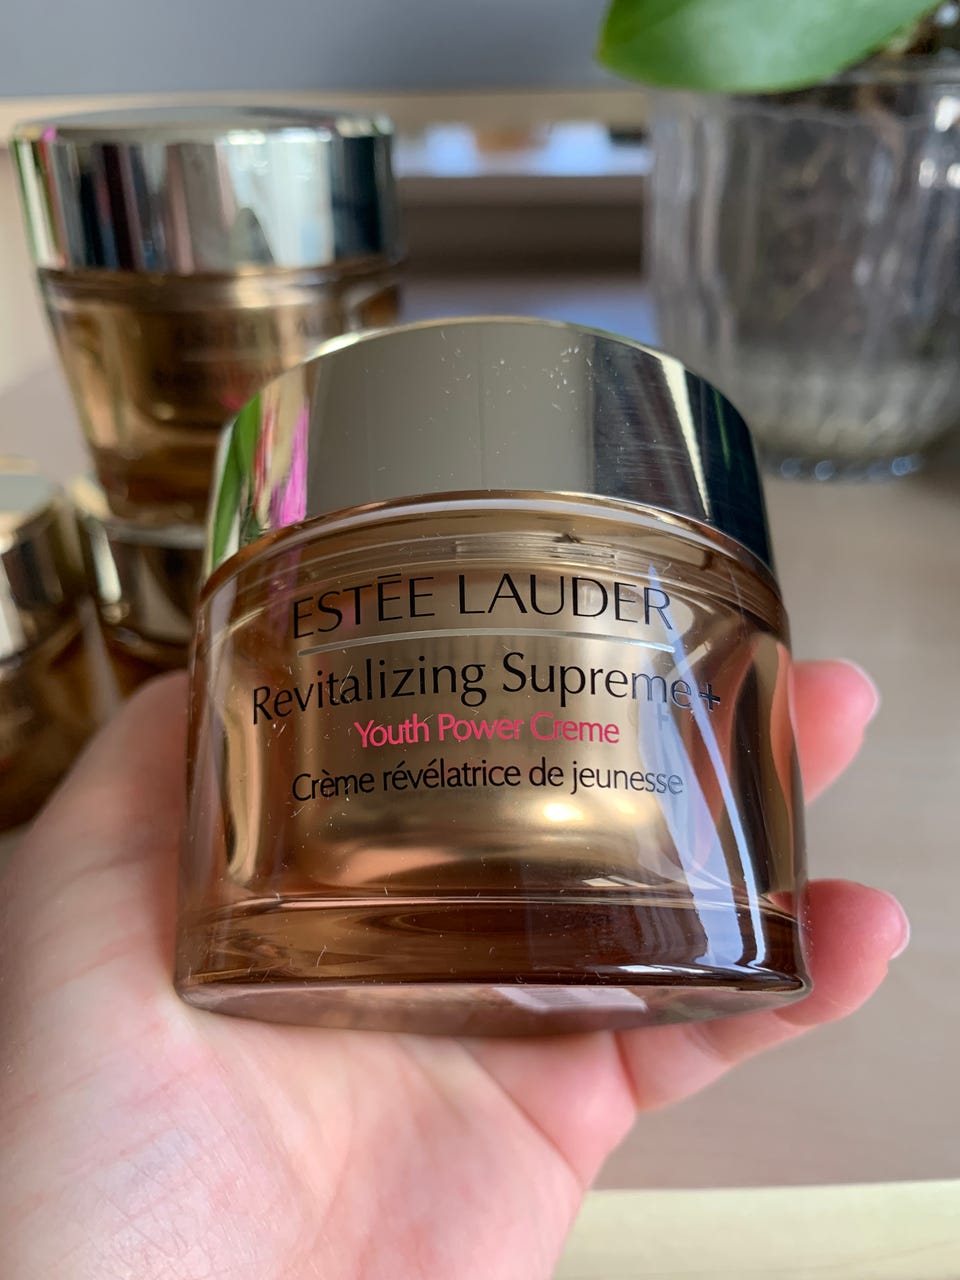 ESTĒE LAUDER
Revitalizing Supreme+
Youth Power Creme
Crème révélatrice de jeunesse